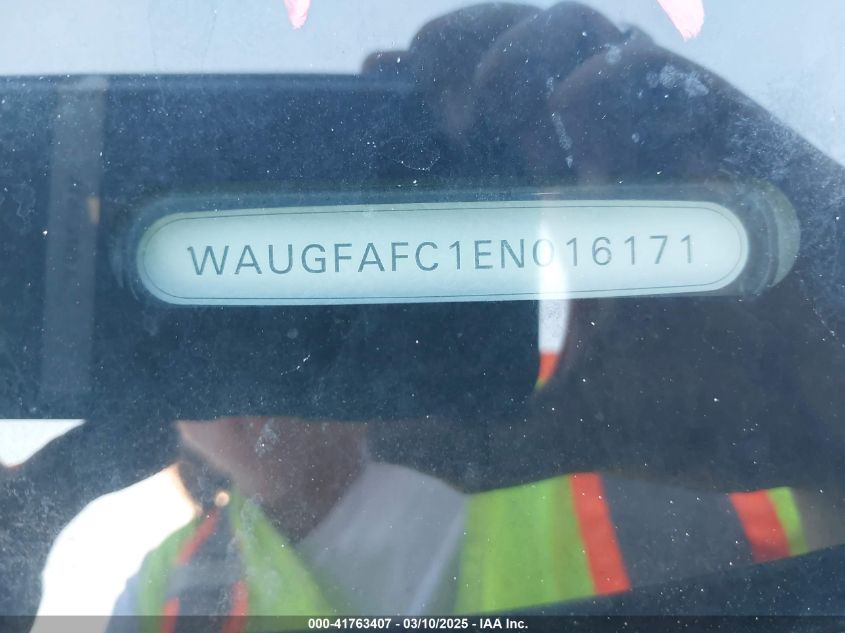 WAUGFAFC1EN016171
000-41763407 - 03/10/2025 - IAA Inc.